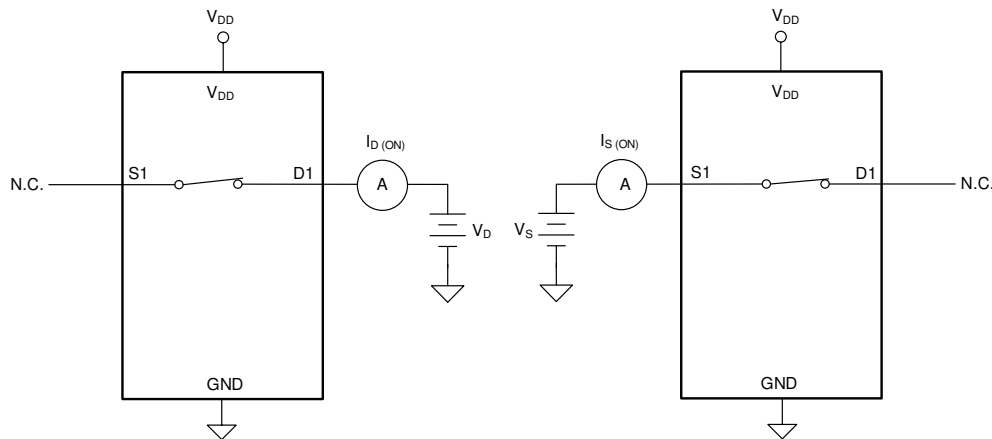 VDD
VDD
ID (ON)
S1
D1
N.C.
A
VD
GND
VDD
VDD
IS (ON)
S1
D1
A
N.C.
VS
GND